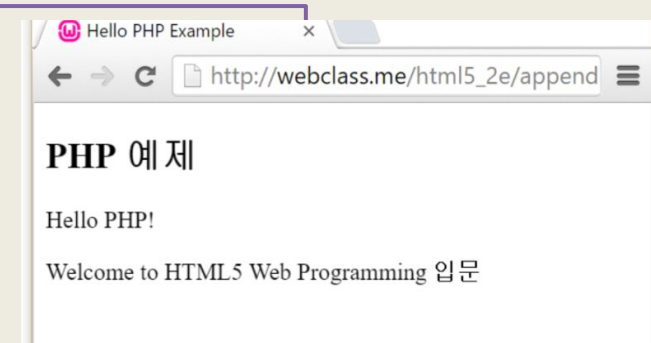 Hello PHP Example
http://webclass.me/html5_2e/append
PHP 예제
Hello PHP!
Welcome to HTML5 Web Programming 입문